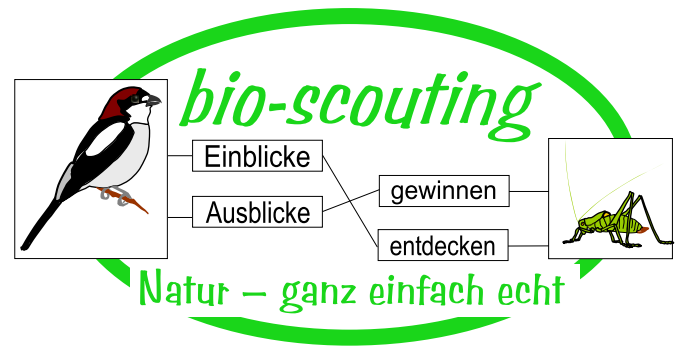 bio-scouting
Einblicke
Ausblicke
gewinnen
entdecken
Natur – ganz einfach echt